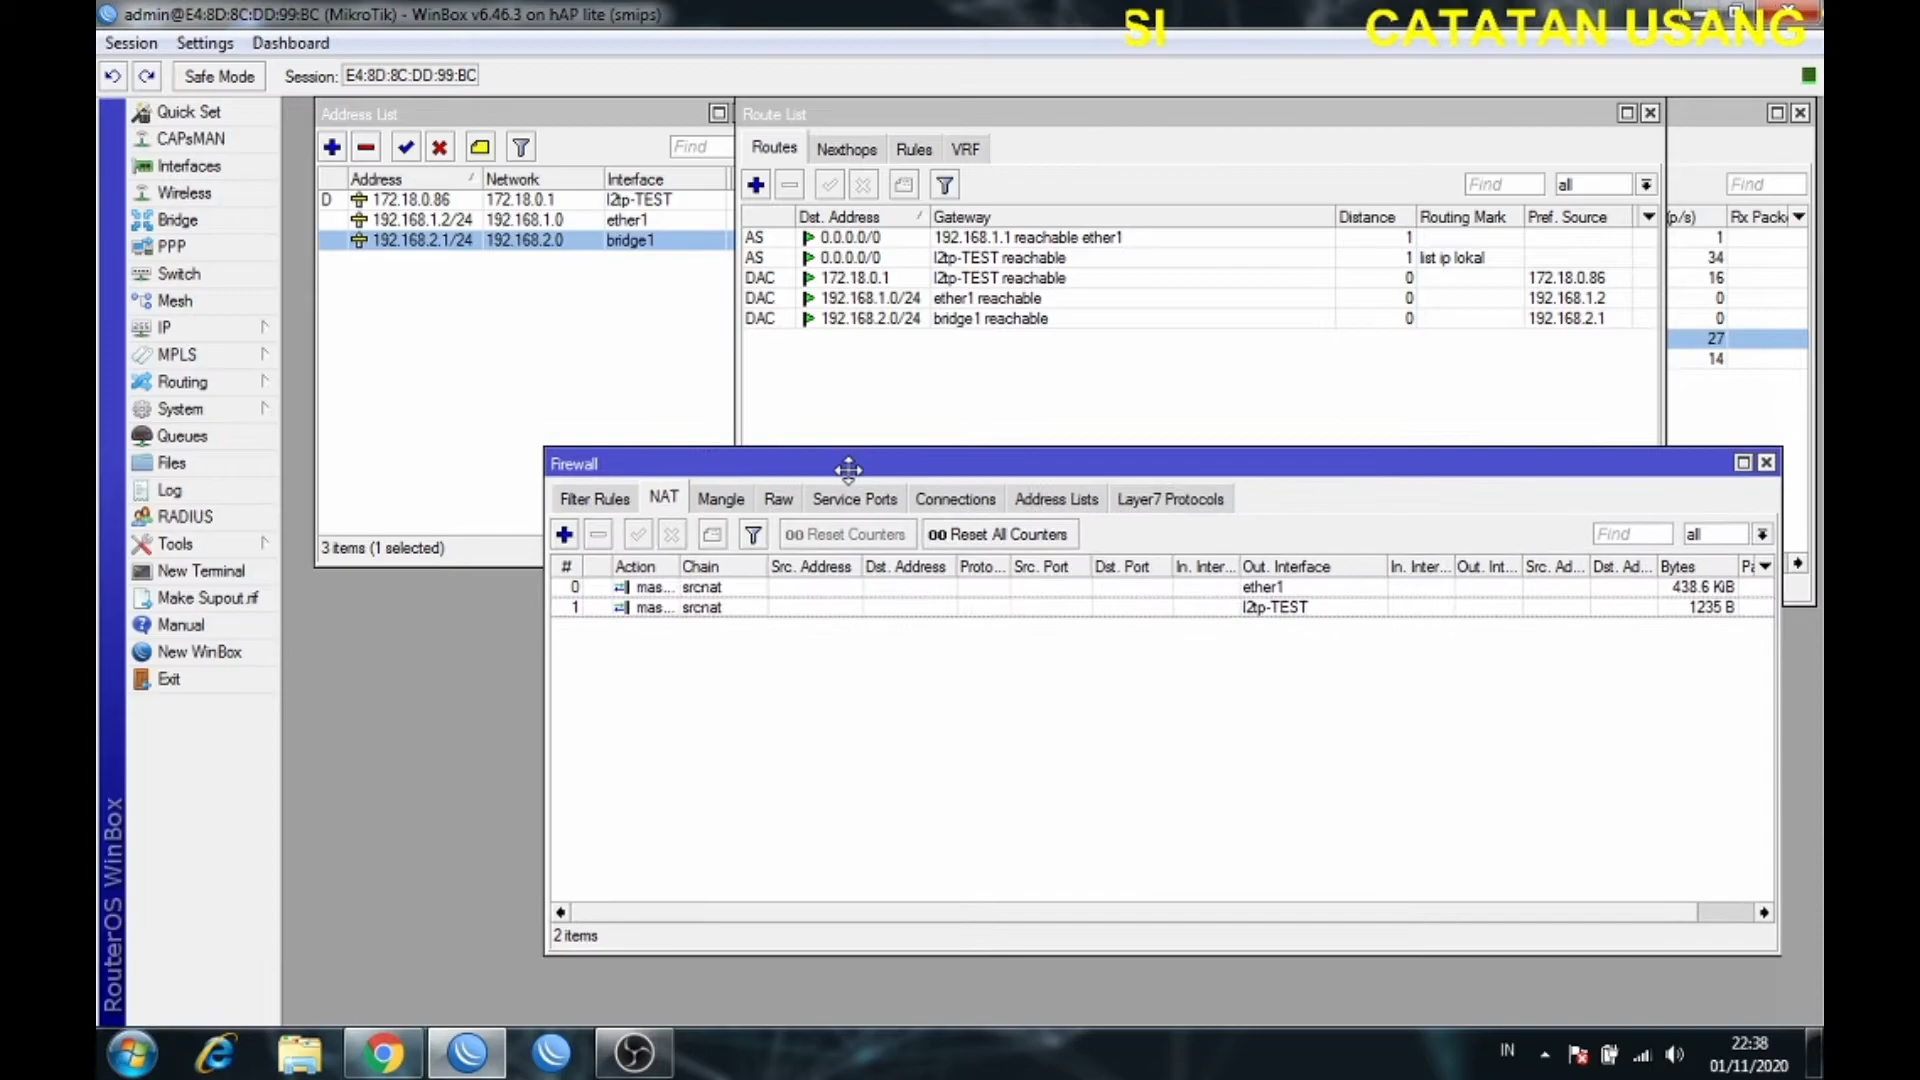 admin@E4:8D:8C:DD:99:BC (MikroTik) - WinBox v6.46.3 on hAP lite (smips)
SI CATATAN USANG
Session Settings Dashboard
Safe Mode Session: E4:8D:8C:DD:99:BC
Quick Set
CAPsMAN
Interfaces
Wireless
Bridge
PPP
Switch
Mesh
IP
MPLS
Routing
System
Queues
Files
Log
RADIUS
Tools
New Terminal
Make Supout.rif
Manual
New WinBox
Exit
RouterOS WinBox
Address List
Find
Address Network Interface
D 172.18.0.86 172.18.0.1 l2tp-TEST
192.168.1.2/24 192.168.1.0 ether1
192.168.2.1/24 192.168.2.0 bridge1
3 items (1 selected)
Route List
Routes Nexthops Rules VRF
Find all
Dst. Address Gateway Distance Routing Mark Pref. Source
AS 0.0.0.0/0 192.168.1.1 reachable ether1 1
AS 0.0.0.0/0 l2tp-TEST reachable 1 list ip lokal
DAC 172.18.0.1 l2tp-TEST reachable 0 172.18.0.86
DAC 192.168.1.0/24 ether1 reachable 0 192.168.1.2
DAC 192.168.2.0/24 bridge1 reachable 0 192.168.2.1
Find
(p/s) Rx Pack
1
34
16
0
0
27
14
Firewall
Filter Rules NAT Mangle Raw Service Ports Connections Address Lists Layer7 Protocols
00 Reset Counters 00 Reset All Counters Find all
# Action Chain Src. Address Dst. Address Proto... Src. Port Dst. Port In. Inter... Out. Interface In. Inter... Out. Int... Src. Ad... Dst. Ad... Bytes
0 mas... srcnat ether1 438.6 KiB
1 mas... srcnat l2tp-TEST 1235 B
2 items
IN
22:38
01/11/2020